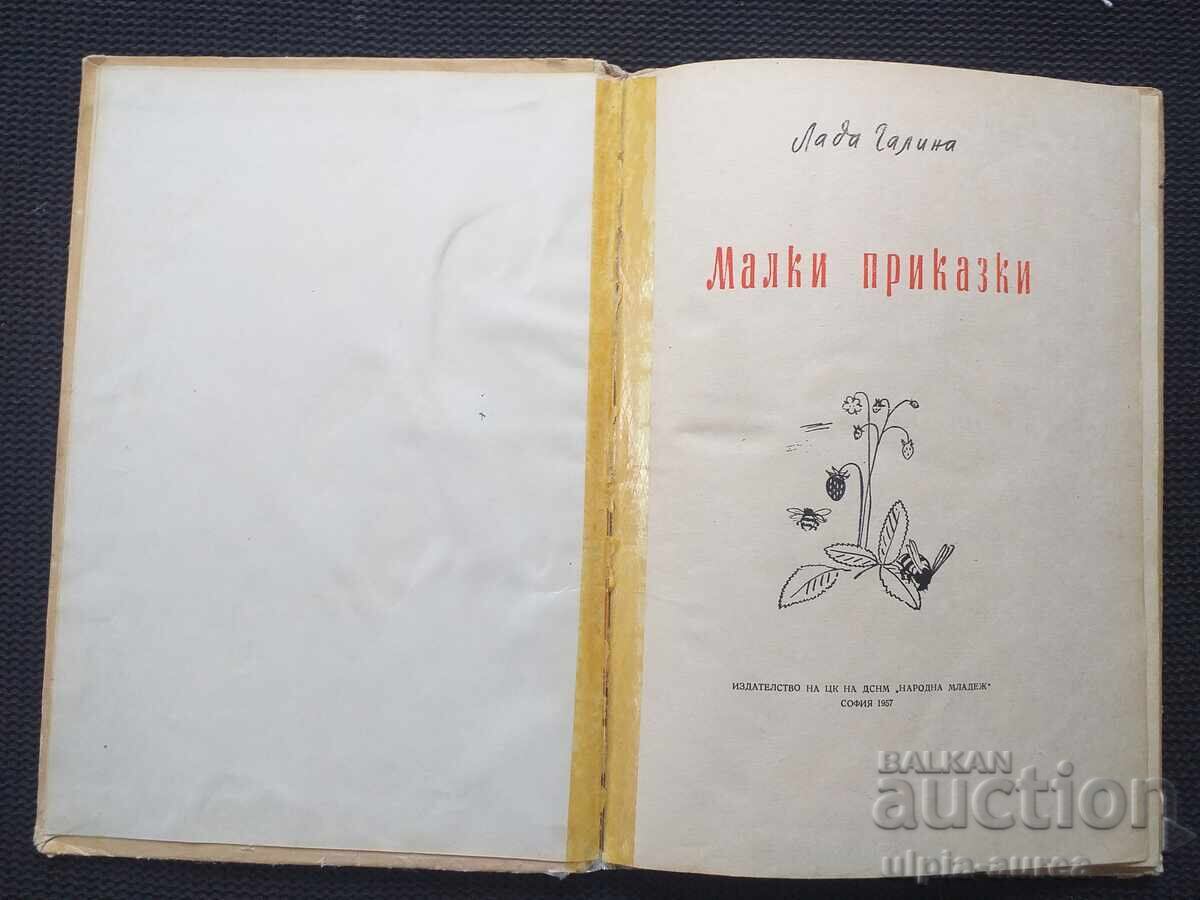 Лада Галина
Малки приказки
ИЗДАТЕЛСТВО НА ЦК НА ДСНМ „НАРОДНА МЛАДЕЖ“
СОФИЯ 1957
BALKAN
auction
ulpia-aurea